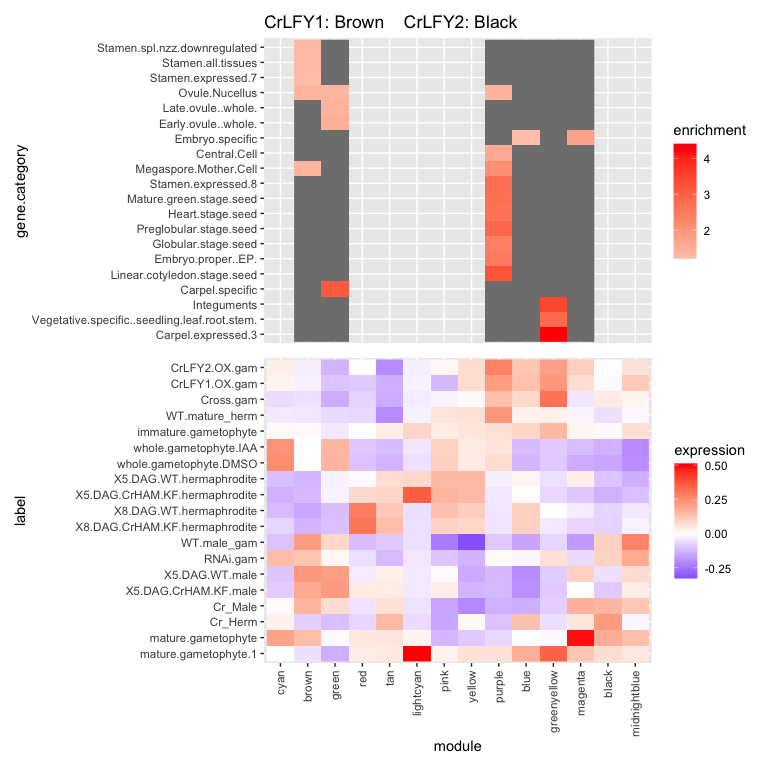 CrLFY1: Brown    CrLFY2: Black
gene.category
Stamen.spl.nzz.downregulated
Stamen.all.tissues
Stamen.expressed.7
Ovule.Nucellus
Late.ovule..whole.
Early.ovule..whole.
Embryo.specific
Central.Cell
Megaspore.Mother.Cell
Stamen.expressed.8
Mature.green.stage.seed
Heart.stage.seed
Preglobular.stage.seed
Globular.stage.seed
Embryo.proper..EP.
Linear.cotyledon.stage.seed
Carpel.specific
Integuments
Vegetative.specific..seedling.leaf.root.stem.
Carpel.expressed.3
enrichment
4
3
2
label
CrLFY2.OX.gam
CrLFY1.OX.gam
Cross.gam
WT.mature_herm
immature.gametophyte
whole.gametophyte.IAA
whole.gametophyte.DMSO
X5.DAG.WT.hermaphrodite
X5.DAG.CrHAM.KF.hermaphrodite
X8.DAG.WT.hermaphrodite
X8.DAG.CrHAM.KF.hermaphrodite
WT.male_gam
RNAi.gam
X5.DAG.WT.male
X5.DAG.CrHAM.KF.male
Cr_Male
Cr_Herm
mature.gametophyte
mature.gametophyte.1
expression
0.50
0.25
0.00
-0.25
cyan
brown
green
red
tan
lightcyan
pink
yellow
purple
blue
greenyellow
magenta
black
midnightblue
module